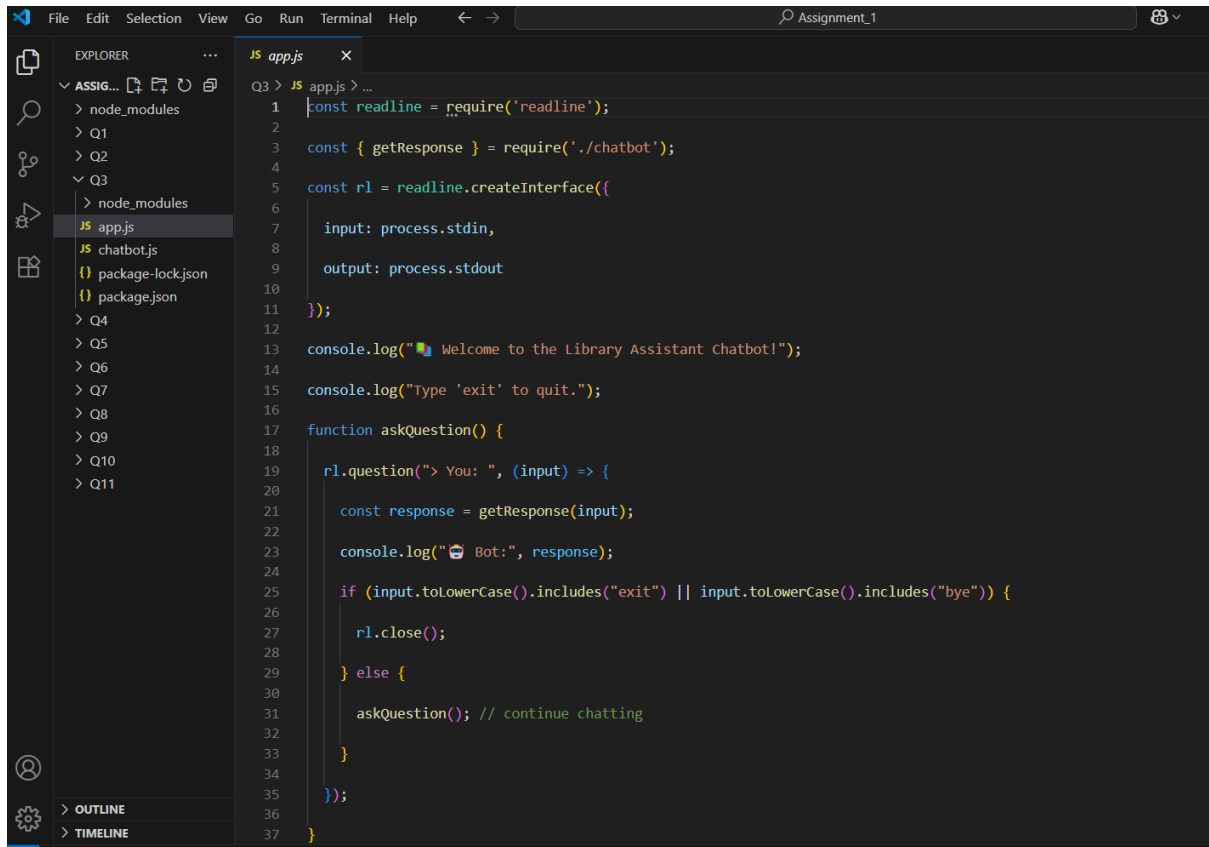 File Edit Selection View Go Run Terminal Help
Assignment_1
EXPLORER
ASSIG...
node_modules
Q1
Q2
Q3
node_modules
JS app.js
JS chatbot.js
{} package-lock.json
{} package.json
Q4
Q5
Q6
Q7
Q8
Q9
Q10
Q11
OUTLINE
TIMELINE
JS app.js
Q3 > JS app.js > ...
1 const readline = require('readline');
2
3 const { getResponse } = require('./chatbot');
4
5 const rl = readline.createInterface({
6
7 input: process.stdin,
8
9 output: process.stdout
10
11 });
12
13 console.log("📚 Welcome to the Library Assistant Chatbot!");
14
15 console.log("Type 'exit' to quit.");
16
17 function askQuestion() {
18
19 rl.question("> You: ", (input) => {
20
21 const response = getResponse(input);
22
23 console.log("🤖 Bot:", response);
24
25 if (input.toLowerCase().includes("exit") || input.toLowerCase().includes("bye")) {
26
27 rl.close();
28
29 } else {
30
31 askQuestion(); // continue chatting
32
33 }
34
35 });
36
37 }